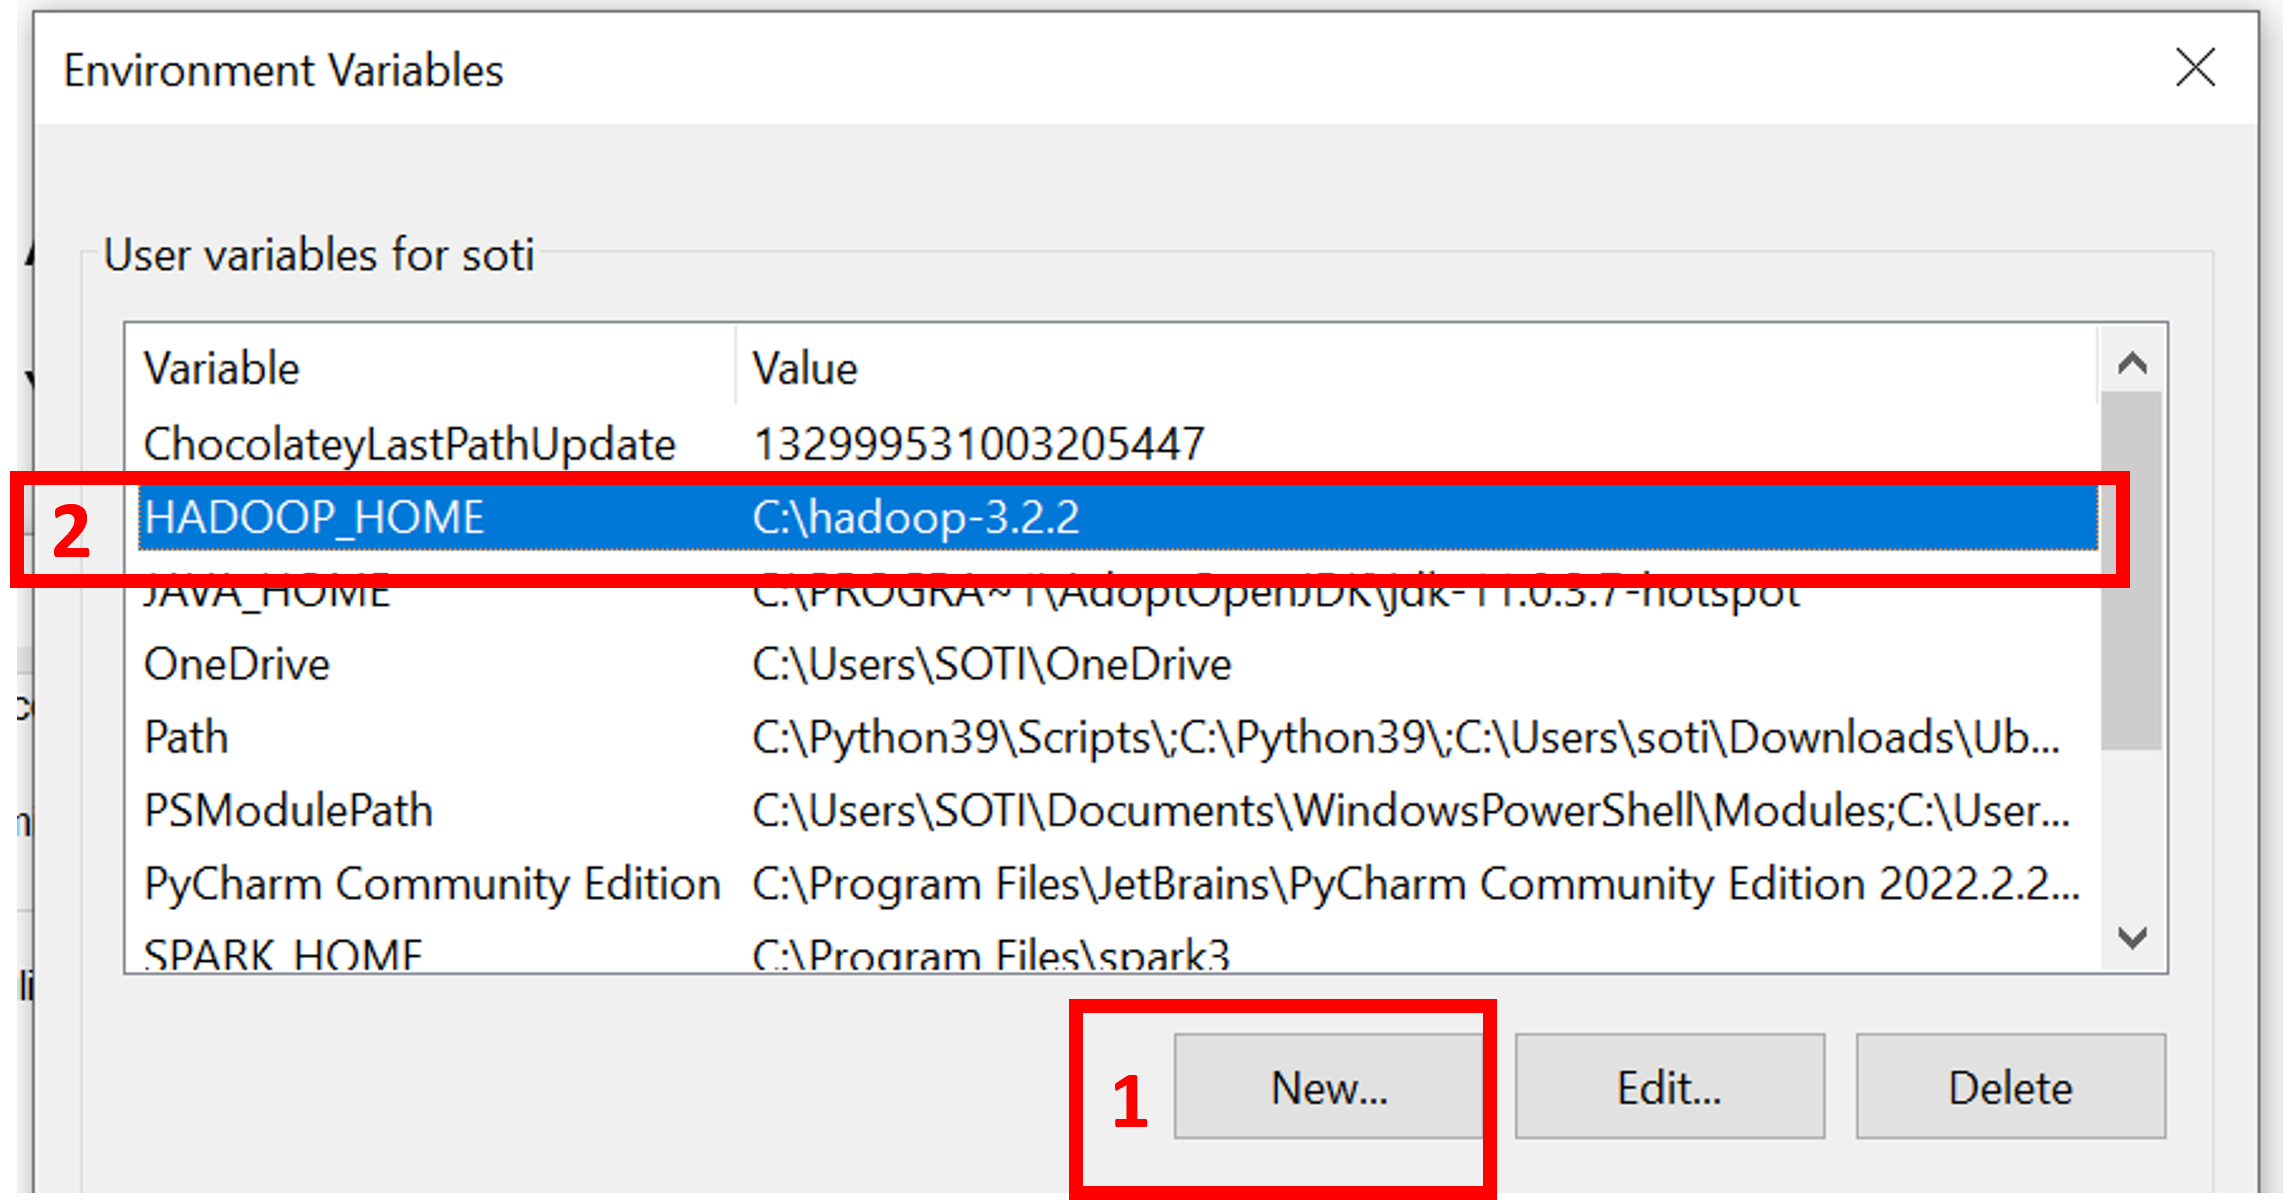 Environment Variables
User variables for soti
Variable Value
ChocolateyLastPathUpdate 132999531003205447
2 HADOOP_HOME C:\hadoop-3.2.2
JAVA_HOME C:\PROGRA~1\AdoptOpenJDK\jdk-11.0.3.7-hotspot
OneDrive C:\Users\SOTI\OneDrive
Path C:\Python39\Scripts\;C:\Python39\;C:\Users\soti\Downloads\Ub...
PSModulePath C:\Users\SOTI\Documents\WindowsPowerShell\Modules;C:\User...
PyCharm Community Edition C:\Program Files\JetBrains\PyCharm Community Edition 2022.2.2...
SPARK_HOME C:\Program Files\spark3
1 New... Edit... Delete